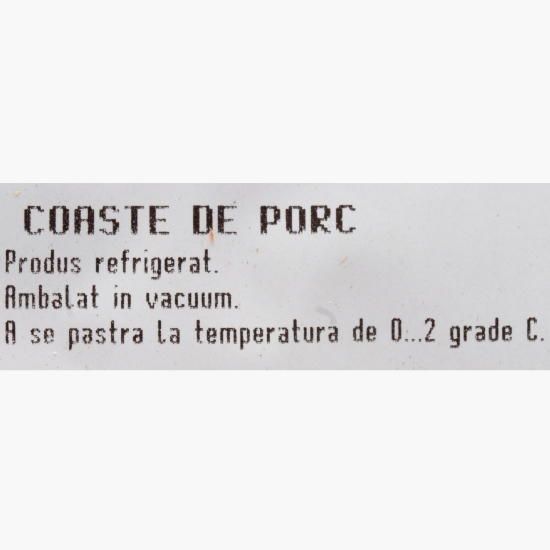 COASTE DE PORC
Produs refrigerat.
Ambalat in vacuum.
A se pastra la temperatura de 0...2 grade C.